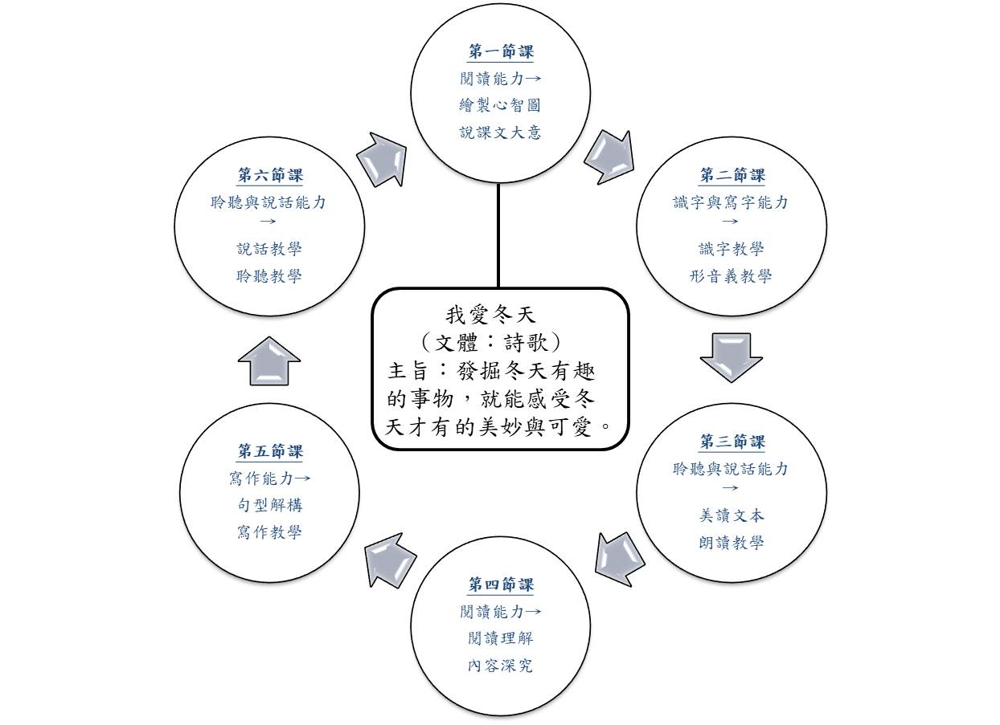 第一節課
閱讀能力→
繪製心智圖
說課文大意
第二節課
識字與寫字能力
→
識字教學
形音義教學
第三節課
聆聽與說話能力
→
美讀文本
朗讀教學
第四節課
閱讀能力→
閱讀理解
內容深究
第五節課
寫作能力→
句型解構
寫作教學
第六節課
聆聽與說話能力
→
說話教學
聆聽教學
我愛冬天
（文體：詩歌）
主旨：發掘冬天有趣
的事物，就能感受冬
天才有的美妙與可愛。